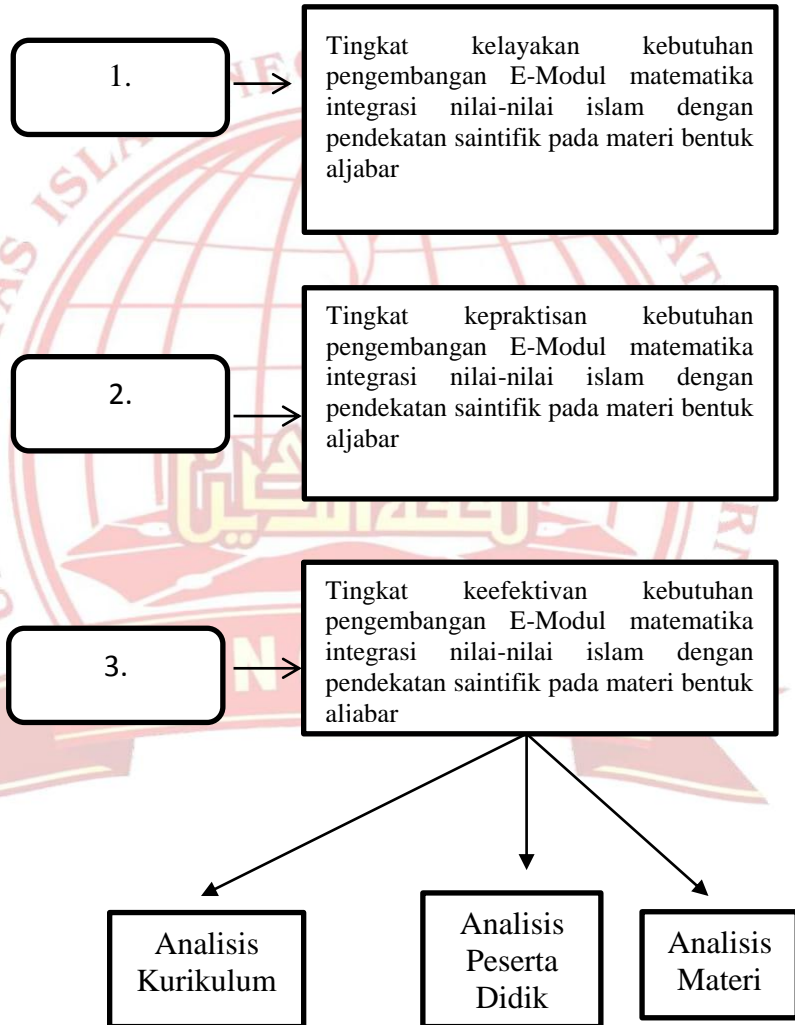 1.
Tingkat kelayakan kebutuhan
pengembangan E-Modul matematika
integrasi nilai-nilai islam dengan
pendekatan saintifik pada materi bentuk
aljabar
2.
Tingkat kepraktisan kebutuhan
pengembangan E-Modul matematika
integrasi nilai-nilai islam dengan
pendekatan saintifik pada materi bentuk
aljabar
3.
Tingkat keefektivan kebutuhan
pengembangan E-Modul matematika
integrasi nilai-nilai islam dengan
pendekatan saintifik pada materi bentuk
aljabar
Analisis
Kurikulum
Analisis
Peserta
Didik
Analisis
Materi